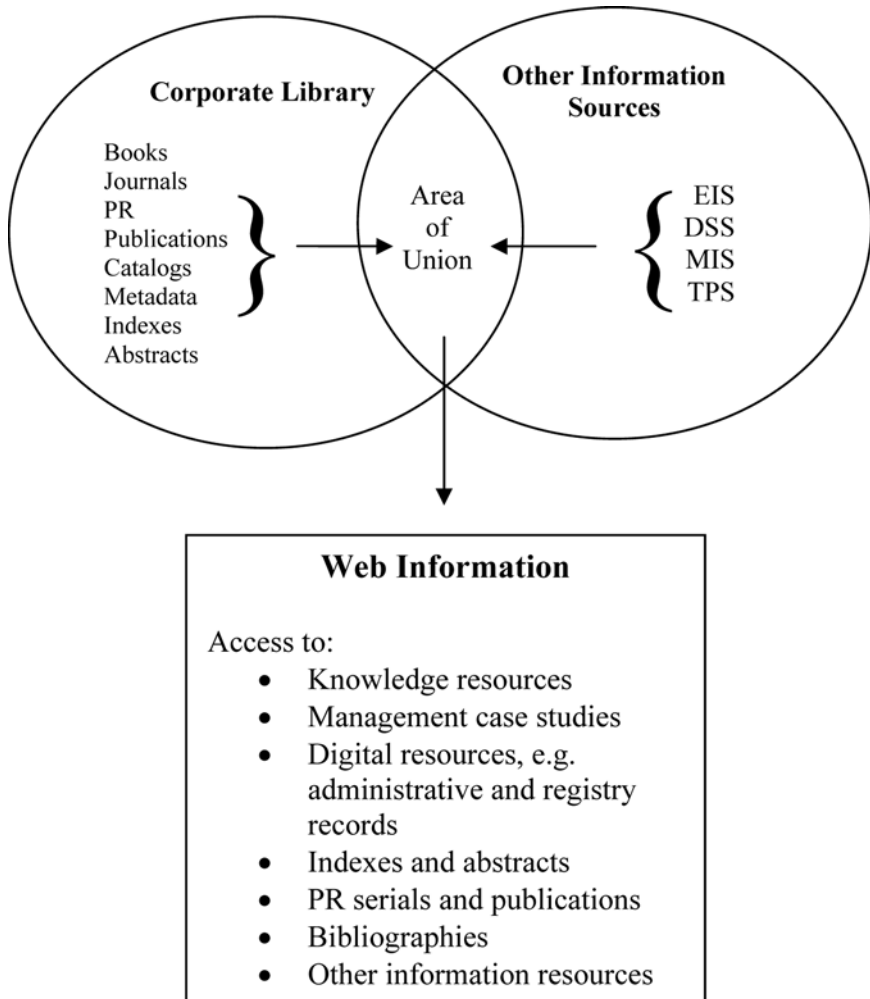 Corporate Library
Books
Journals
PR
Publications
Catalogs
Metadata
Indexes
Abstracts
Area
of
Union
Other Information
Sources
EIS
DSS
MIS
TPS
Web Information
Access to:
• Knowledge resources
• Management case studies
• Digital resources, e.g.
administrative and registry
records
• Indexes and abstracts
• PR serials and publications
• Bibliographies
• Other information resources